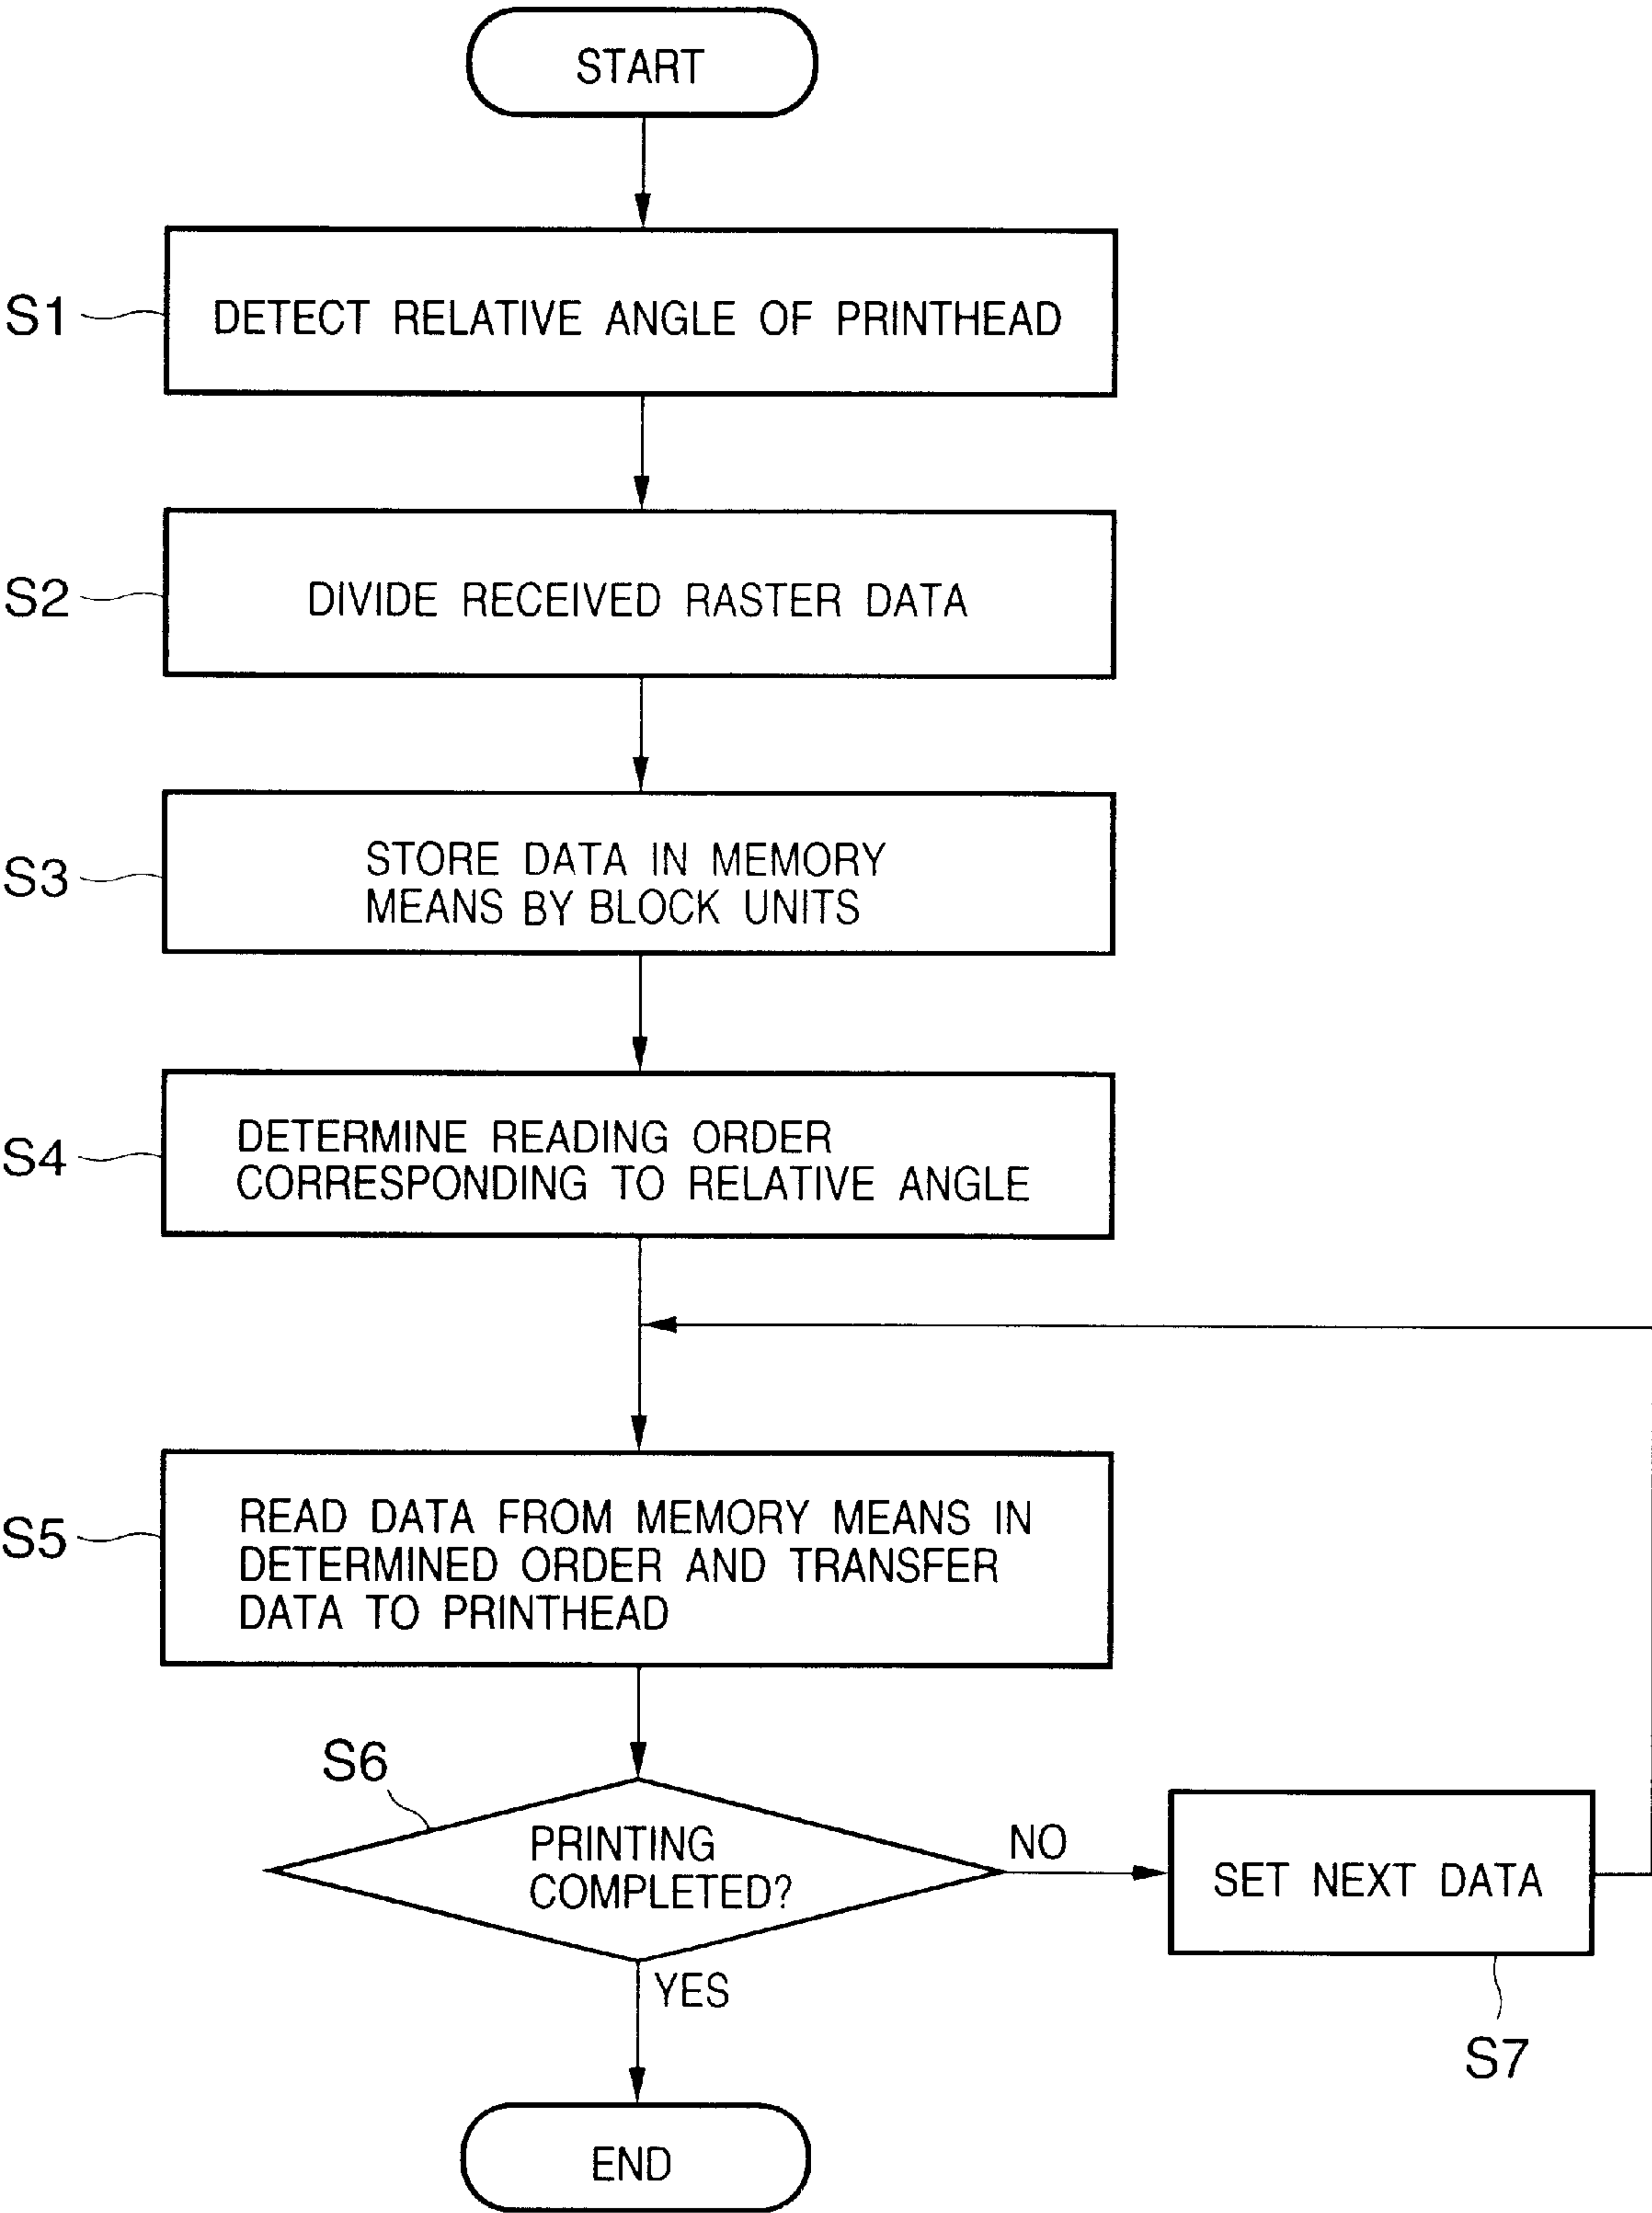 START
S1
DETECT RELATIVE ANGLE OF PRINTHEAD
S2
DIVIDE RECEIVED RASTER DATA
S3
STORE DATA IN MEMORY
MEANS BY BLOCK UNITS
S4
DETERMINE READING ORDER
CORRESPONDING TO RELATIVE ANGLE
S5
READ DATA FROM MEMORY MEANS IN
DETERMINED ORDER AND TRANSFER
DATA TO PRINTHEAD
S6
PRINTING
COMPLETED?
NO
SET NEXT DATA
YES
S7
END